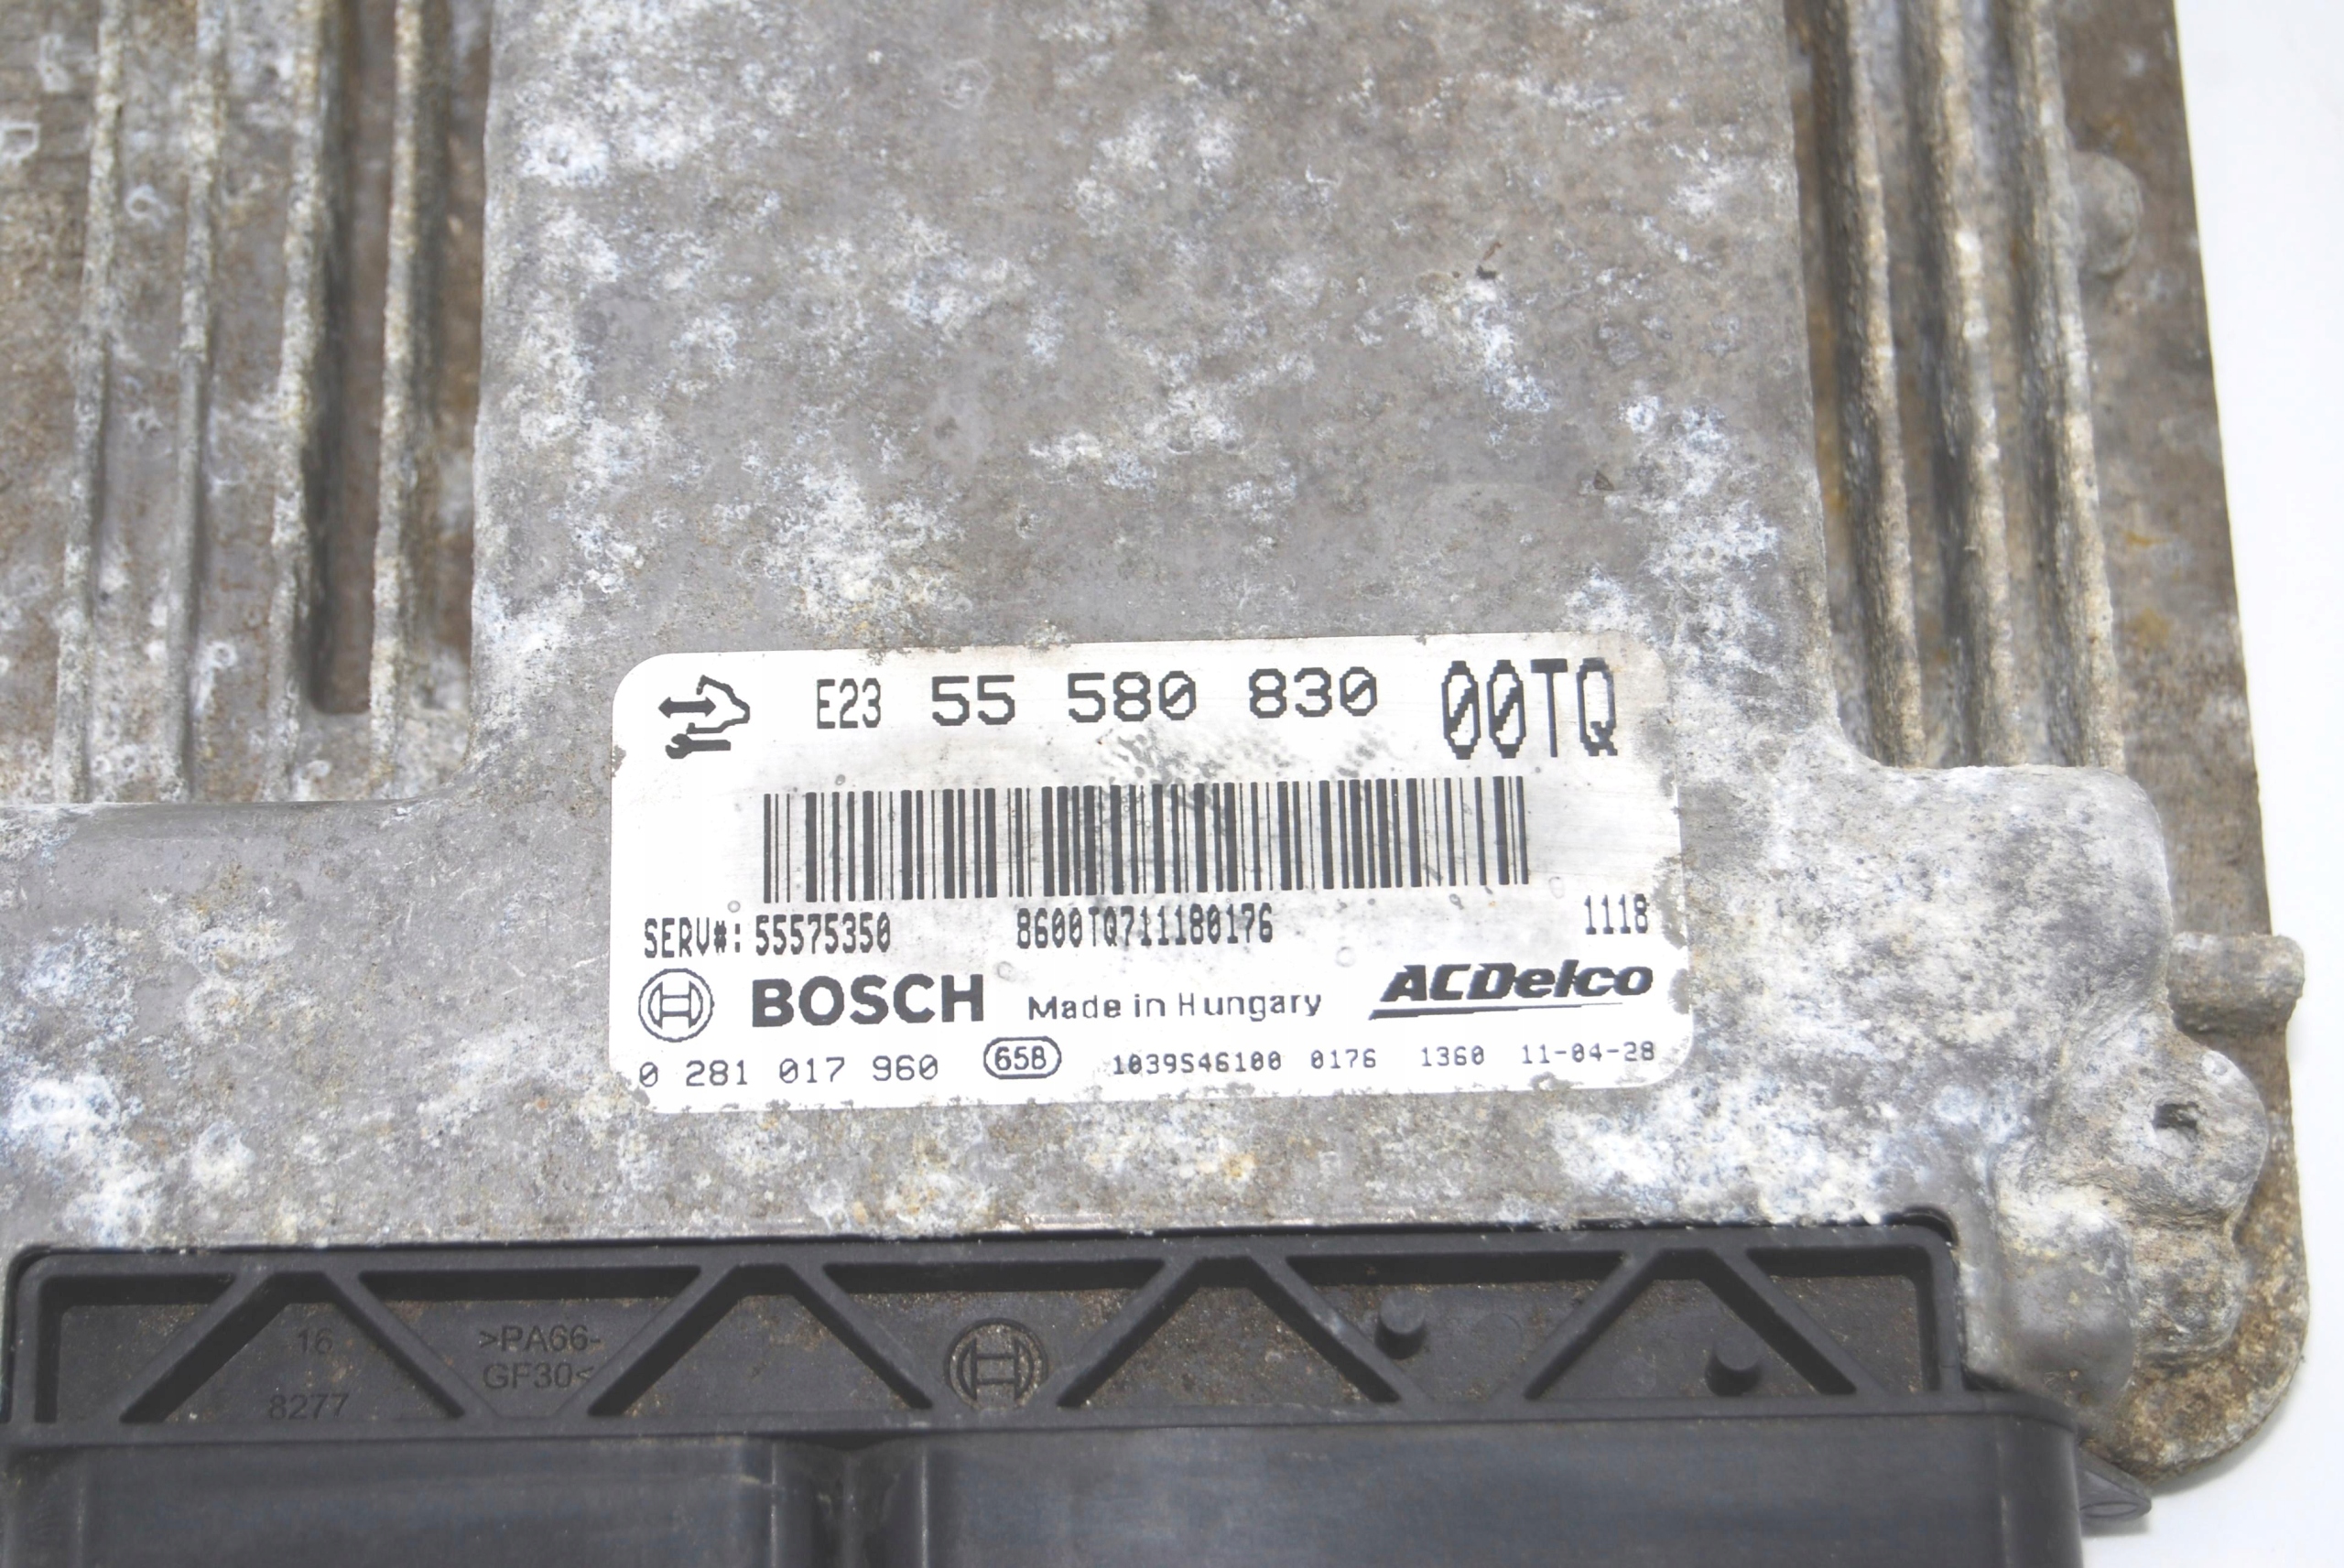 E23 55 580 830 00TQ
SERV#: 55575350 8600TQ711180176 1118
BOSCH Made in Hungary ACDelco
0 281 017 960 65B 1039S46100 0176 1360 11-04-28
16 >PA66-
GF30<
8277